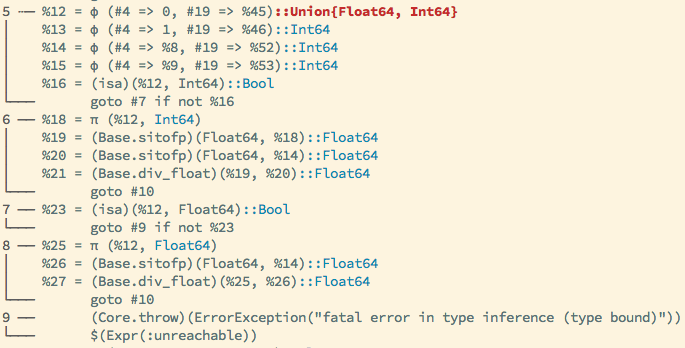 5 ┄─ %12 = φ (#4 => 0, #19 => %45)::Union{Float64, Int64}
│    %13 = φ (#4 => 1, #19 => %46)::Int64
│    %14 = φ (#4 => %8, #19 => %52)::Int64
│    %15 = φ (#4 => %9, #19 => %53)::Int64
│    %16 = (isa)(%12, Int64)::Bool
└───       goto #7 if not %16
6 ── %18 = π (%12, Int64)
│    %19 = (Base.sitofp)(Float64, %18)::Float64
│    %20 = (Base.sitofp)(Float64, %14)::Float64
│    %21 = (Base.div_float)(%19, %20)::Float64
└───       goto #10
7 ── %23 = (isa)(%12, Float64)::Bool
└───       goto #9 if not %23
8 ── %25 = π (%12, Float64)
│    %26 = (Base.sitofp)(Float64, %14)::Float64
│    %27 = (Base.div_float)(%25, %26)::Float64
└───       goto #10
9 ──       (Core.throw)(ErrorException("fatal error in type inference (type bound)"))
└───       $(Expr(:unreachable))